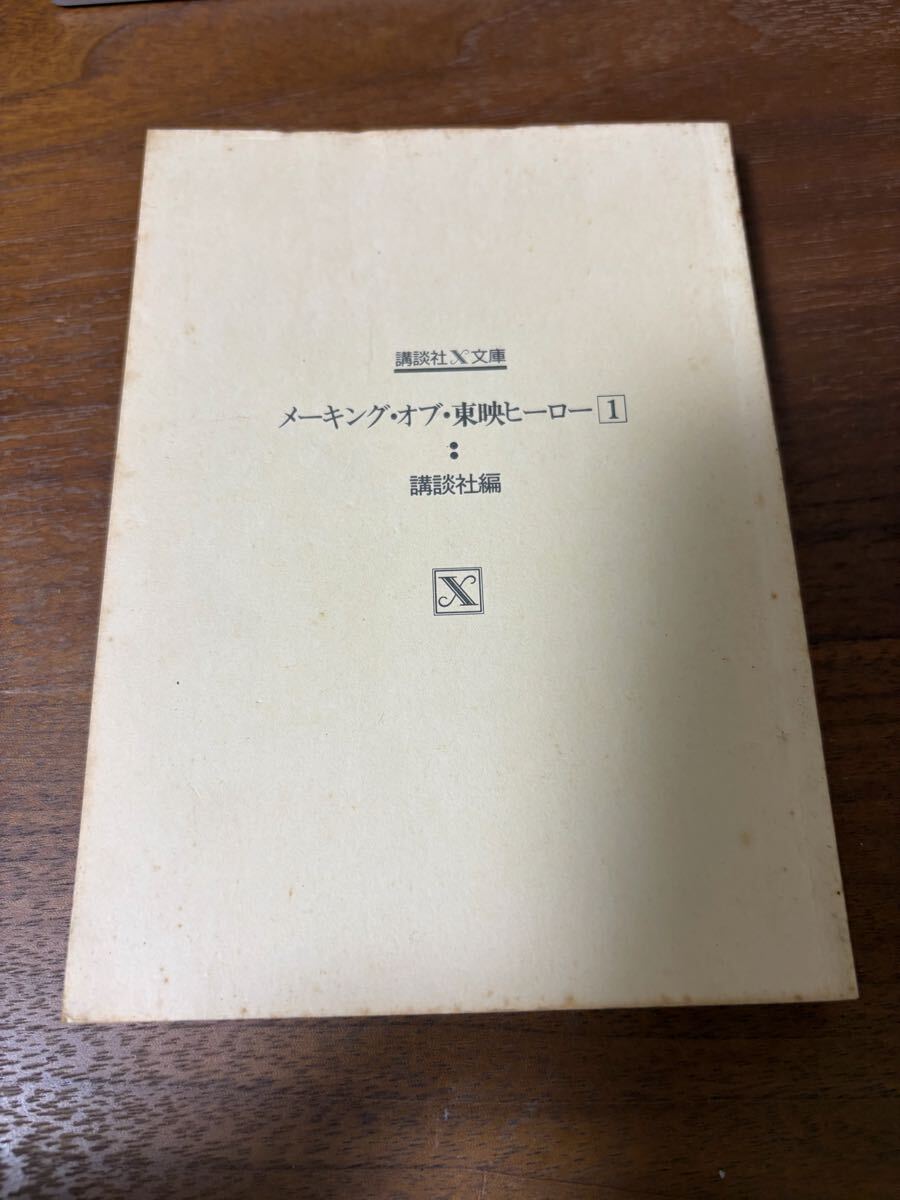 講談社X文庫
メーキング・オブ・東映ヒーロー1
講談社編
X